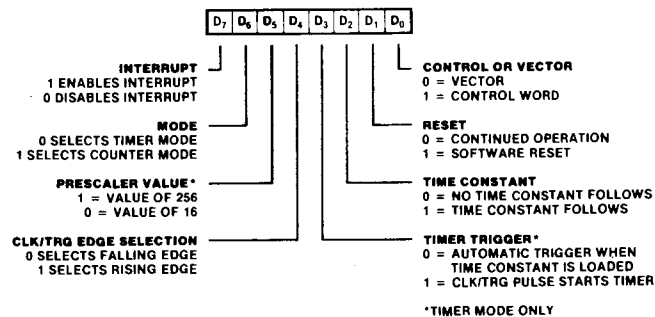 D7 D6 D5 D4 D3 D2 D1 D0
INTERRUPT
1 ENABLES INTERRUPT
0 DISABLES INTERRUPT
MODE
0 SELECTS TIMER MODE
1 SELECTS COUNTER MODE
PRESCALER VALUE*
1 = VALUE OF 256
0 = VALUE OF 16
CLK/TRG EDGE SELECTION
0 SELECTS FALLING EDGE
1 SELECTS RISING EDGE
CONTROL OR VECTOR
0 = VECTOR
1 = CONTROL WORD
RESET
0 = CONTINUED OPERATION
1 = SOFTWARE RESET
TIME CONSTANT
0 = NO TIME CONSTANT FOLLOWS
1 = TIME CONSTANT FOLLOWS
TIMER TRIGGER*
0 = AUTOMATIC TRIGGER WHEN
TIME CONSTANT IS LOADED
1 = CLK/TRG PULSE STARTS TIMER
*TIMER MODE ONLY